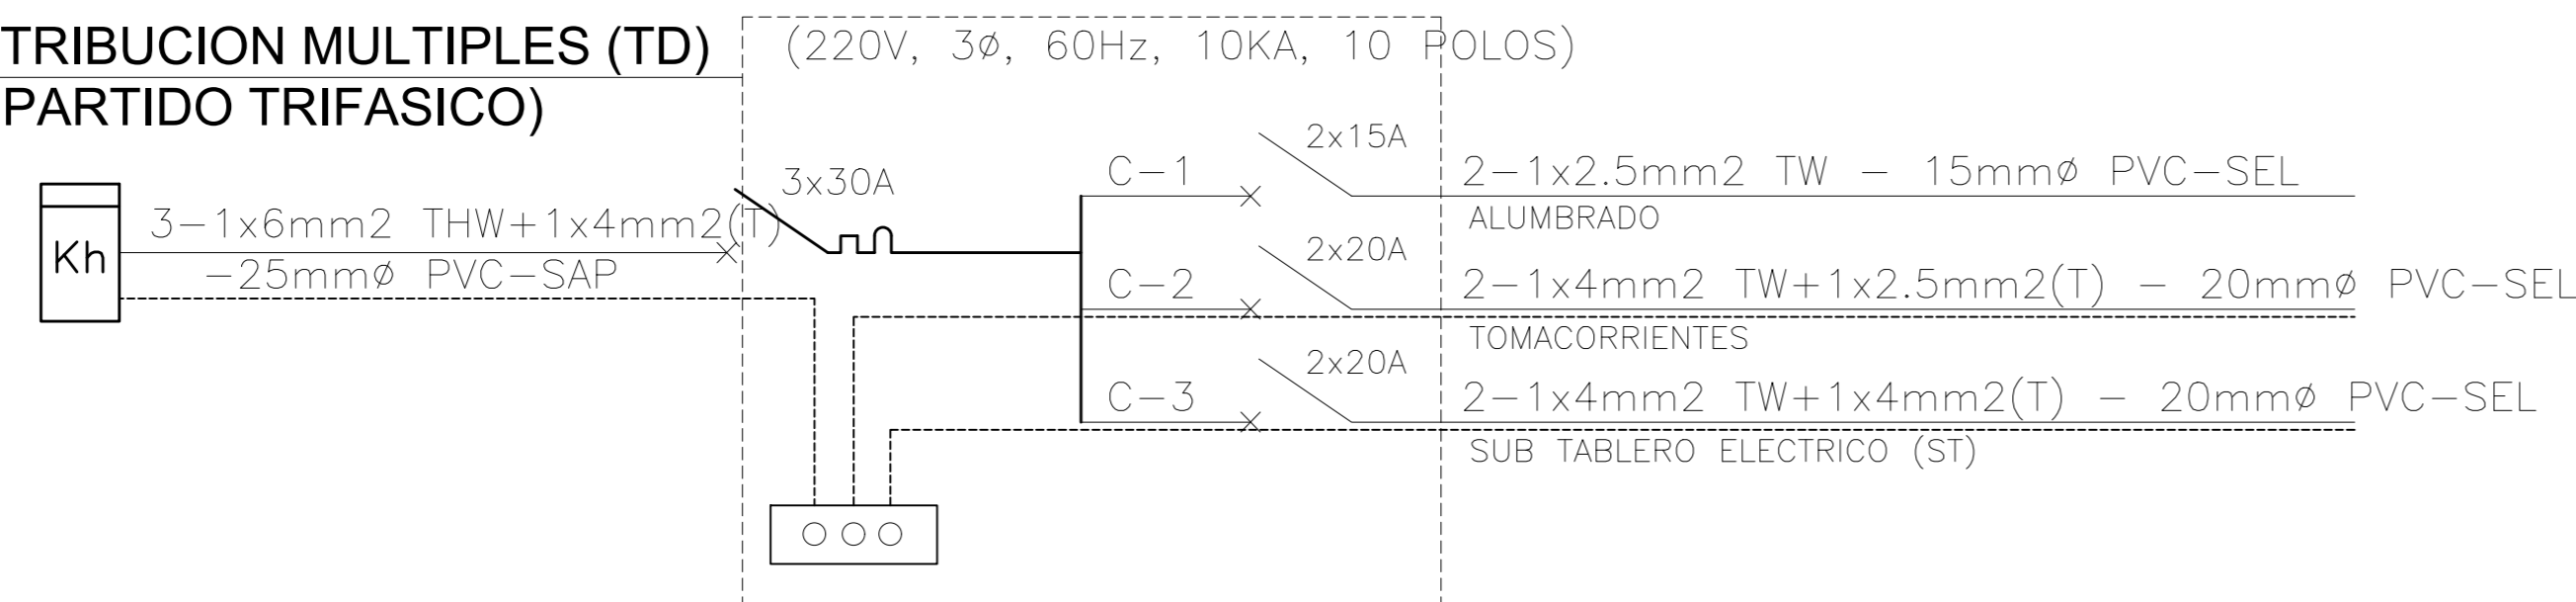 TRIBUCION MULTIPLES (TD)
(220V, 3ø, 60Hz, 10KA, 10 POLOS)
PARTIDO TRIFASICO)
Kh
3-1x6mm2 THW+1x4mm2(T)
-25mmø PVC-SAP
3x30A
C-1
2x15A
2-1x2.5mm2 TW - 15mmø PVC-SEL
ALUMBRADO
C-2
2x20A
2-1x4mm2 TW+1x2.5mm2(T) - 20mmø PVC-SEL
TOMACORRIENTES
C-3
2x20A
2-1x4mm2 TW+1x4mm2(T) - 20mmø PVC-SEL
SUB TABLERO ELECTRICO (ST)